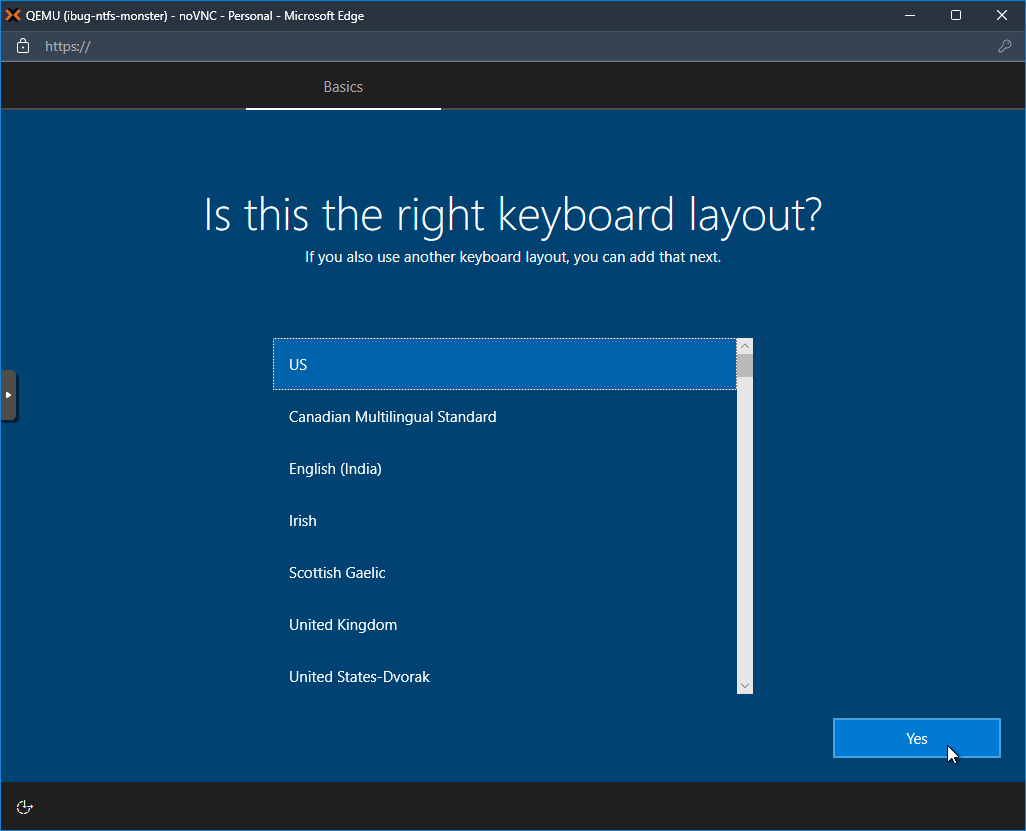 QEMU (ibug-ntfs-monster) - noVNC - Personal - Microsoft Edge
https://
Basics
Is this the right keyboard layout?
If you also use another keyboard layout, you can add that next.
US
Canadian Multilingual Standard
English (India)
Irish
Scottish Gaelic
United Kingdom
United States-Dvorak
Yes